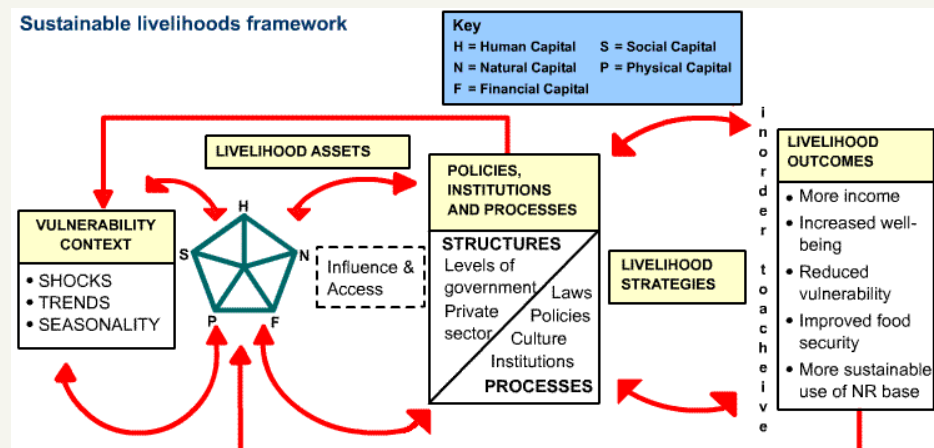 Sustainable livelihoods framework
Key
H = Human Capital S = Social Capital
N = Natural Capital P = Physical Capital
F = Financial Capital
LIVELIHOOD ASSETS
VULNERABILITY
CONTEXT
• SHOCKS
• TRENDS
• SEASONALITY
H
S
N
P
F
Influence &
Access
POLICIES,
INSTITUTIONS
AND PROCESSES
STRUCTURES
Levels of
government
Private
sector
Laws
Policies
Culture
Institutions
PROCESSES
LIVELIHOOD
STRATEGIES
inorder toacheive
LIVELIHOOD
OUTCOMES
• More income
• Increased well-
being
• Reduced
vulnerability
• Improved food
security
• More sustainable
use of NR base